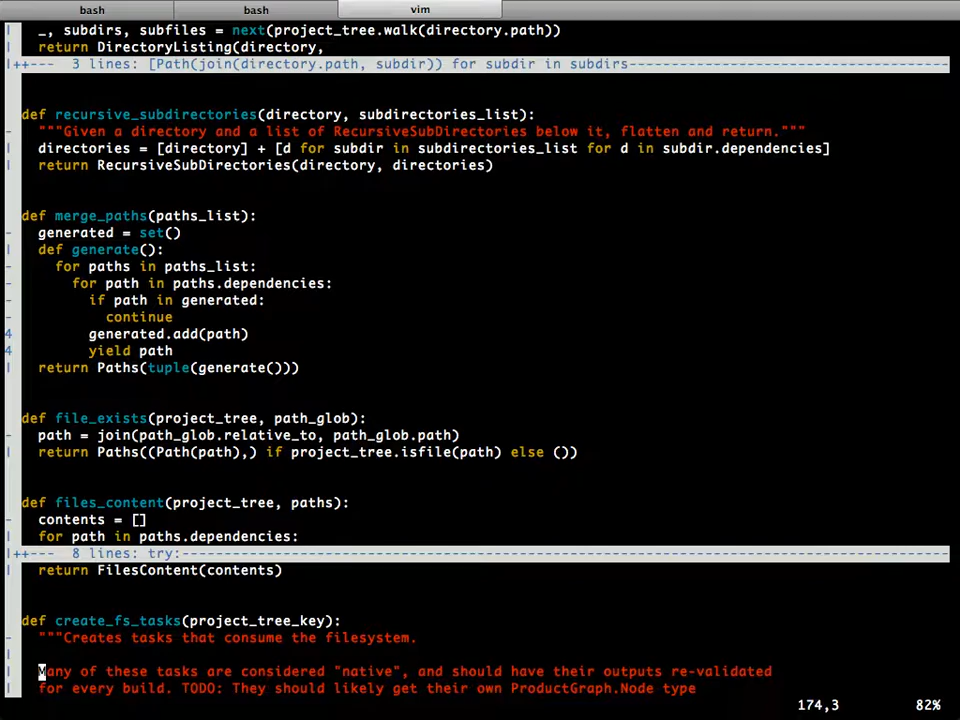 bash bash vim
_, subdirs, subfiles = next(project_tree.walk(directory.path))
return DirectoryListing(directory,
++--- 3 lines: [Path(join(directory.path, subdir)) for subdir in subdirs---------------------------------------
def recursive_subdirectories(directory, subdirectories_list):
- """Given a directory and a list of RecursiveSubDirectories below it, flatten and return."""
directories = [directory] + [d for subdir in subdirectories_list for d in subdir.dependencies]
return RecursiveSubDirectories(directory, directories)
def merge_paths(paths_list):
- generated = set()
def generate():
- for paths in paths_list:
- for path in paths.dependencies:
- if path in generated:
- continue
4 generated.add(path)
4 yield path
return Paths(tuple(generate()))
def file_exists(project_tree, path_glob):
- path = join(path_glob.relative_to, path_glob.path)
return Paths((Path(path),) if project_tree.isfile(path) else ())
def files_content(project_tree, paths):
- contents = []
for path in paths.dependencies:
++--- 8 lines: try:--------------------------------------------------------------------------------------------
return FilesContent(contents)
def create_fs_tasks(project_tree_key):
- """Creates tasks that consume the filesystem.
Many of these tasks are considered "native", and should have their outputs re-validated
for every build. TODO: They should likely get their own ProductGraph.Node type
174,3 82%